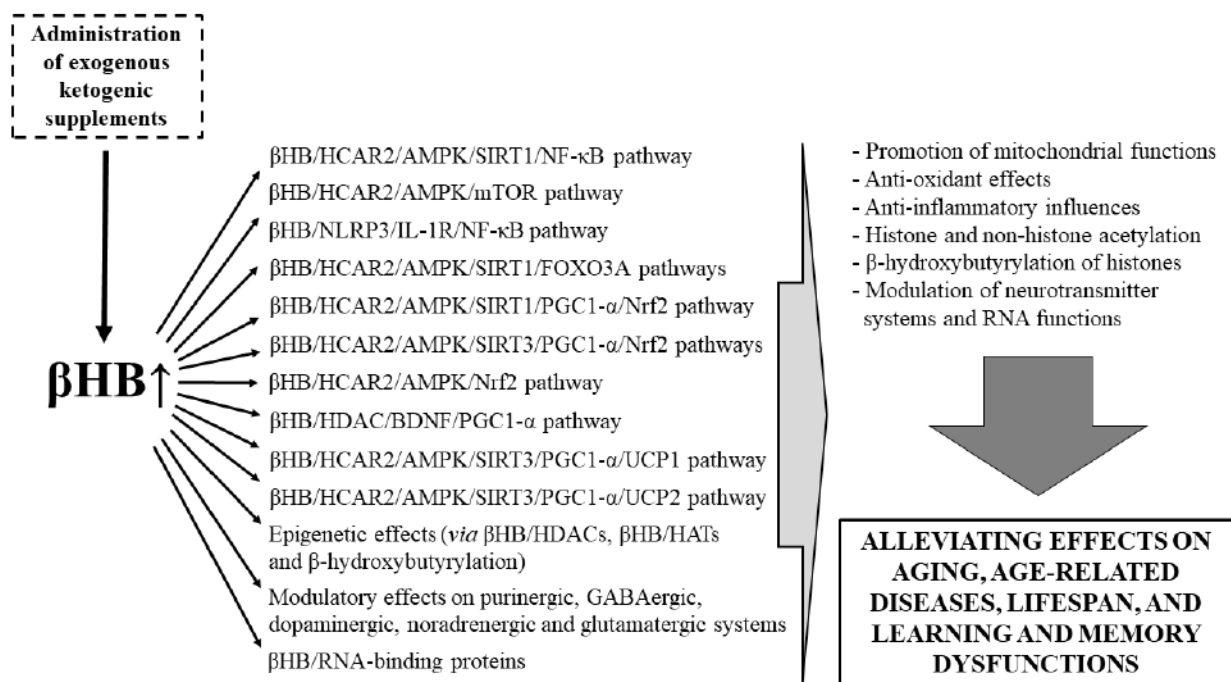 Administration
of exogenous
ketogenic
supplements
βHB↑
βHB/HCAR2/AMPK/SIRT1/NF-κB pathway
βHB/HCAR2/AMPK/mTOR pathway
βHB/NLRP3/IL-1R/NF-κB pathway
βHB/HCAR2/AMPK/SIRT1/FOXO3A pathways
βHB/HCAR2/AMPK/SIRT1/PGC1-α/Nrf2 pathway
βHB/HCAR2/AMPK/SIRT3/PGC1-α/Nrf2 pathways
βHB/HCAR2/AMPK/Nrf2 pathway
βHB/HDAC/BDNF/PGC1-α pathway
βHB/HCAR2/AMPK/SIRT3/PGC1-α/UCP1 pathway
βHB/HCAR2/AMPK/SIRT3/PGC1-α/UCP2 pathway
Epigenetic effects (via βHB/HDACs, βHB/HATs
and β-hydroxybutyrylation)
Modulatory effects on purinergic, GABAergic,
dopaminergic, noradrenergic and glutamatergic systems
βHB/RNA-binding proteins
- Promotion of mitochondrial functions
- Anti-oxidant effects
- Anti-inflammatory influences
- Histone and non-histone acetylation
- β-hydroxybutyrylation of histones
- Modulation of neurotransmitter
systems and RNA functions
ALLEVIATING EFFECTS ON
AGING, AGE-RELATED
DISEASES, LIFESPAN, AND
LEARNING AND MEMORY
DYSFUNCTIONS